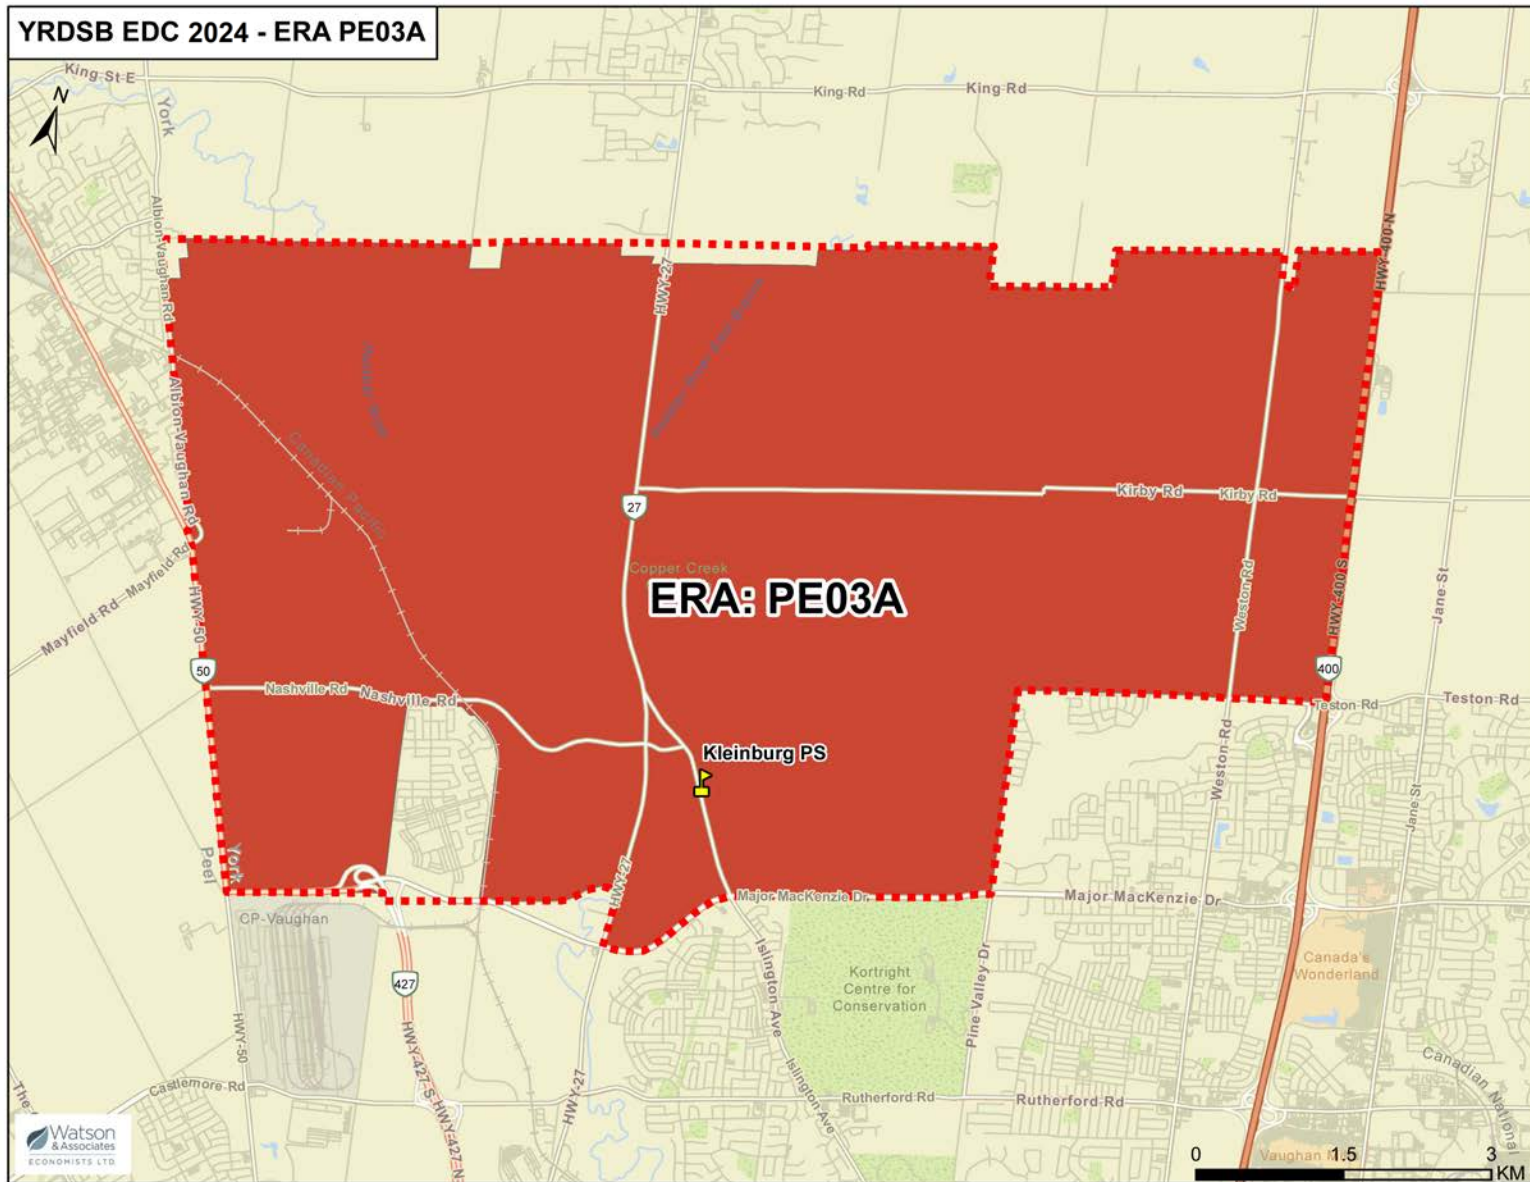 YRDSB EDC 2024 - ERA PE03A
King St E
King Rd
King Rd
N
York
Albion-Vaughan Rd
HWY-27
HWY-400-N
Albion-Vaughan Rd
Canadian Pacific
27
Kirby Rd
Kirby Rd
Copper Creek
ERA: PE03A
Mayfield Rd
Mayfield Rd
HWY-50
Weston Rd
HWY-400 S
Jane St
50
400
Nashville Rd
Nashville Rd
Teston Rd
Teston Rd
Kleinburg PS
Weston Rd
Jane St
York
Peel
HWY-27
Major MacKenzie Dr
Major MacKenzie Dr
CP-Vaughan
Islington Ave
Kortright
Centre for
Conservation
Pine Valley Dr
Canada's
Wonderland
427
HWY-50
HWY-427-S
HWY-427-N
HWY-27
Islington Ave
Castlemore Rd
Rutherford Rd
Rutherford Rd
Canadian National
Watson
& Associates
ECONOMISTS LTD.
Vaughan
0
1.5
3
KM